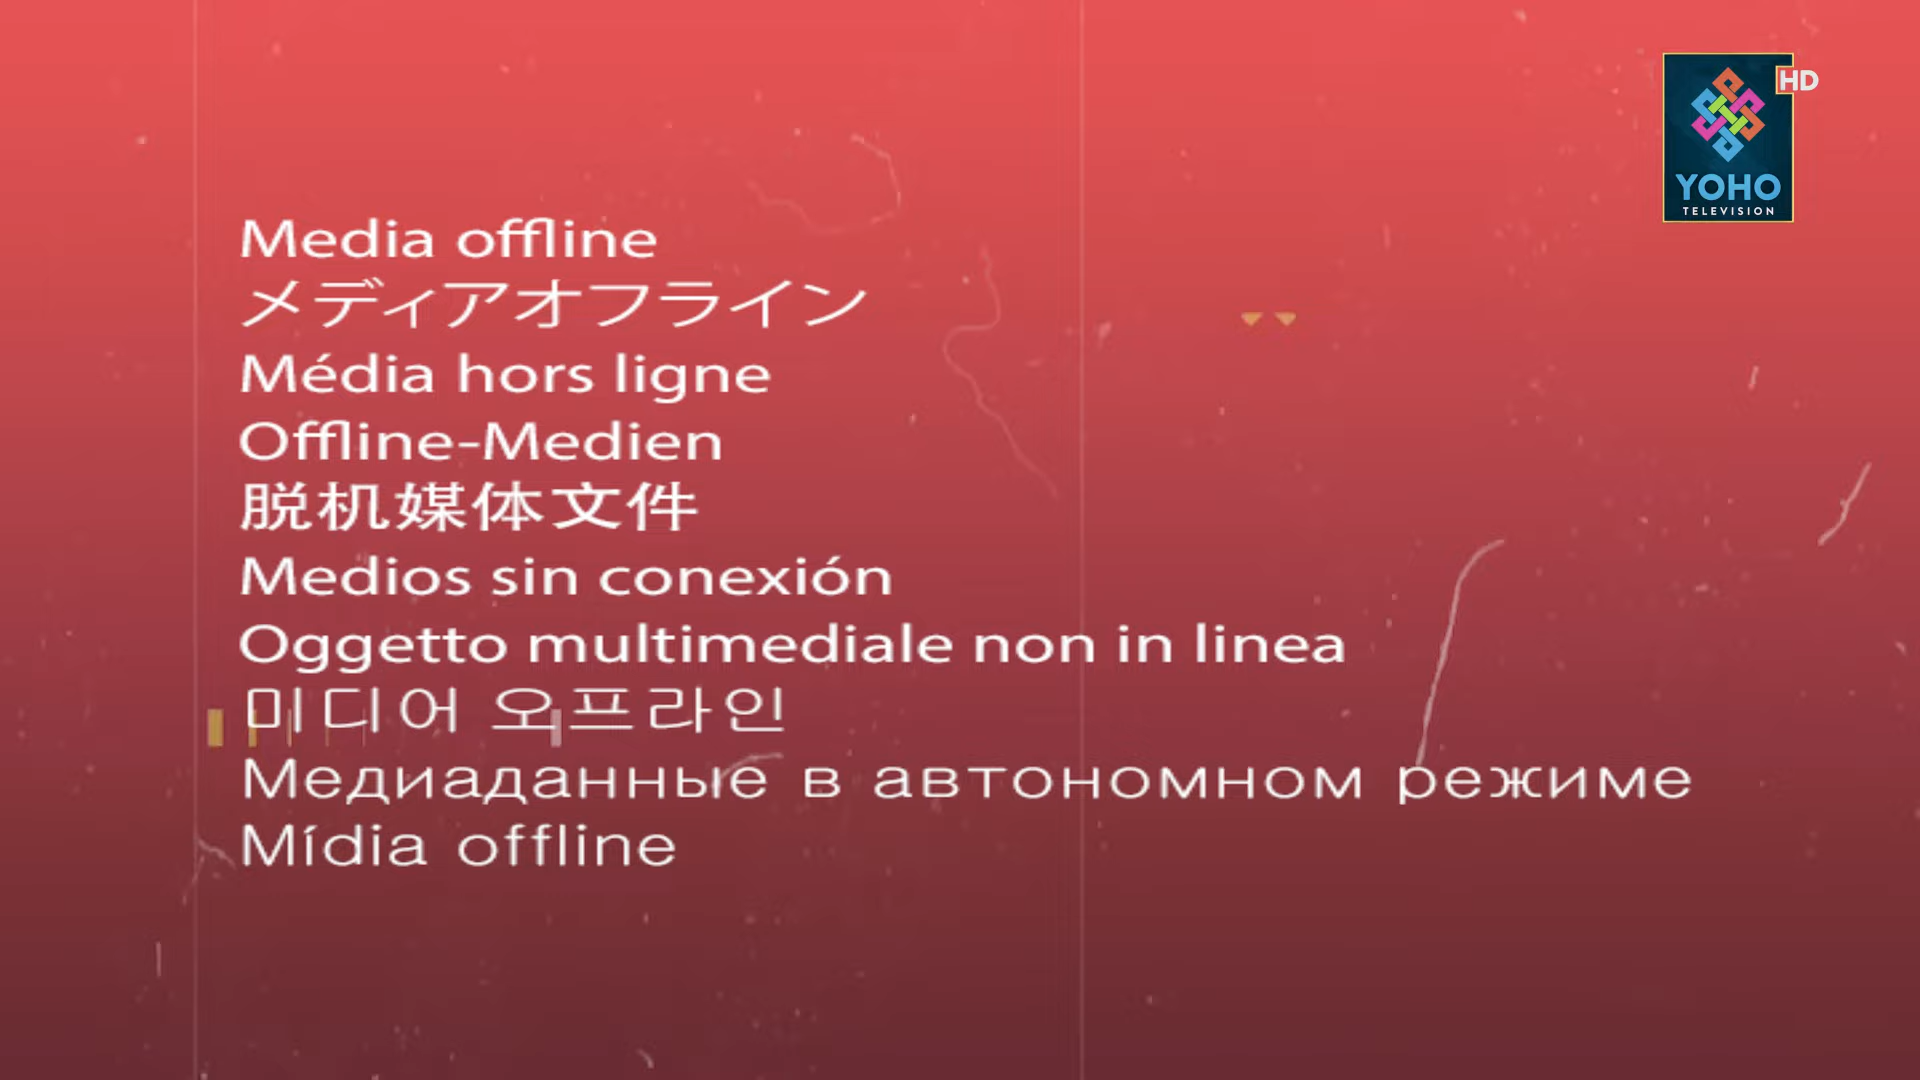 HD
YOHO
TELEVISION
Media offline
メディアオフライン
Média hors ligne
Offline-Medien
脱机媒体文件
Medios sin conexión
Oggetto multimediale non in linea
미디어 오프라인
Медиаданные в автономном режиме
Mídia offline